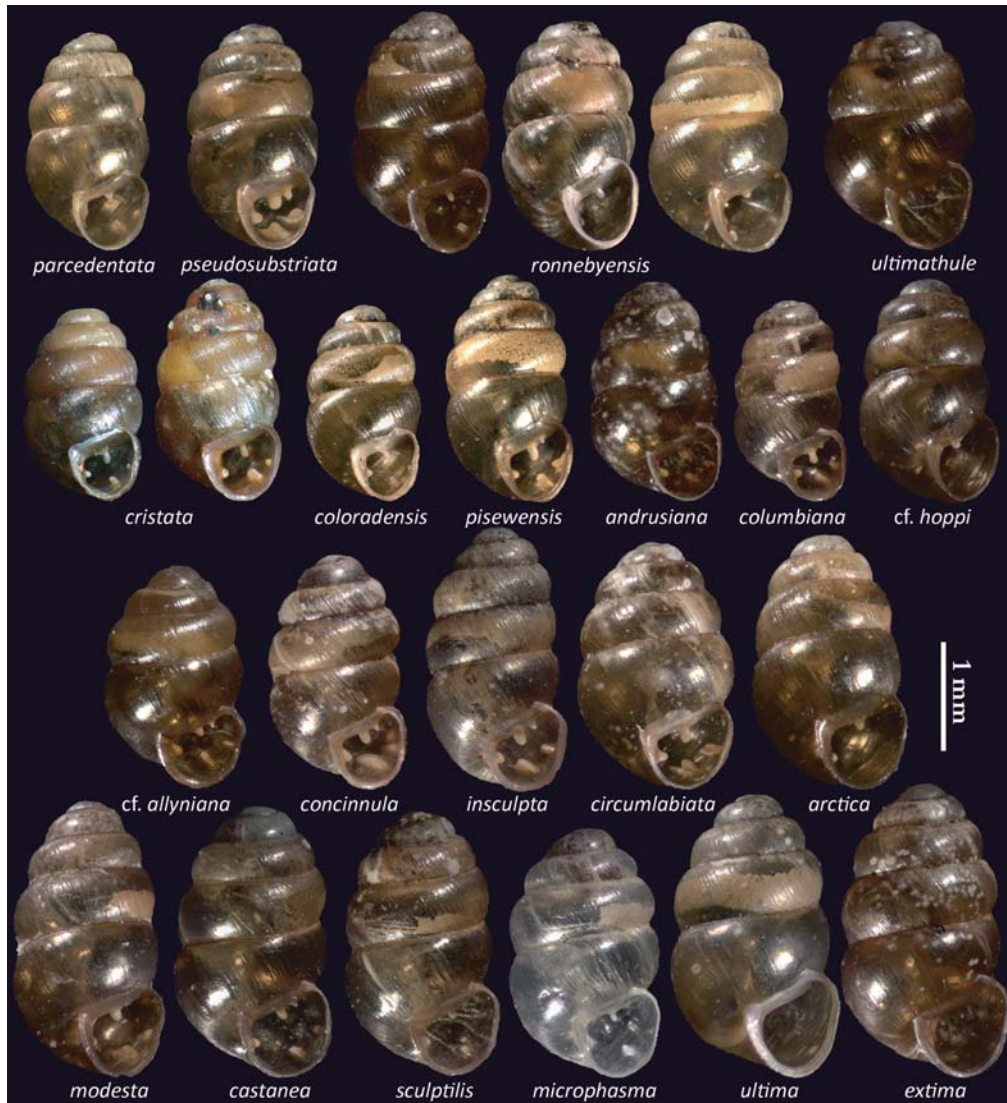 parcedentata pseudosubstriata ronnebyensis ultimathule
cristata coloradensis pisewensis andrusiana columbiana cf. hoppi
1 mm
cf. allyniana concinnula insculpta circumlabiata arctica
modesta castanea sculptilis microphasma ultima extima